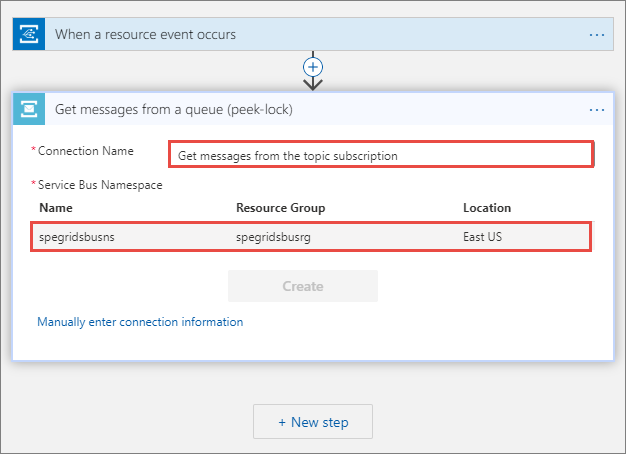 When a resource event occurs
Get messages from a queue (peek-lock)
*Connection Name Get messages from the topic subscription
*Service Bus Namespace
Name Resource Group Location
spegridsbusns spegridsbusrg East US
Create
Manually enter connection information
+ New step